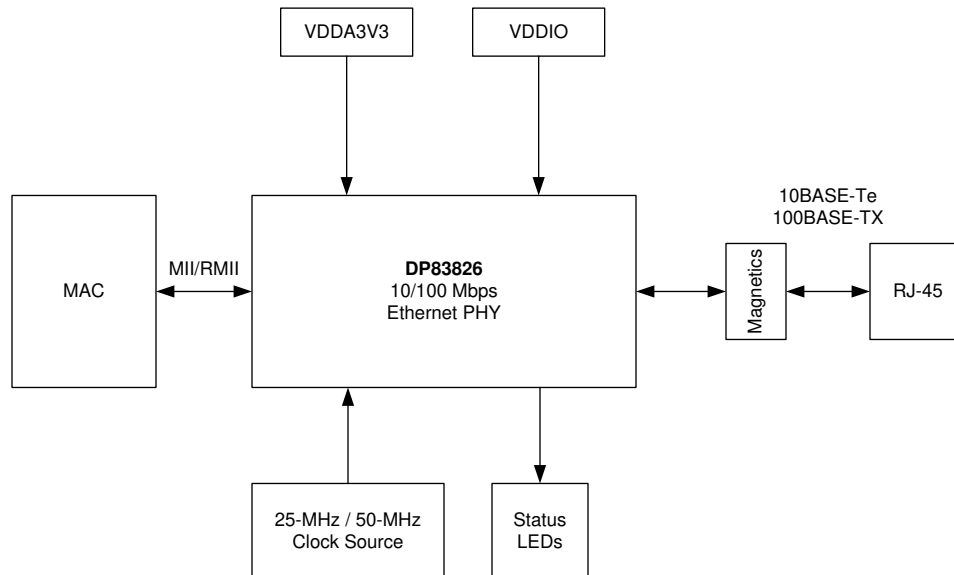 VDDA3V3
VDDIO
10BASE-Te
100BASE-TX
MAC
MII/RMII
DP83826
10/100 Mbps
Ethernet PHY
Magnetics
RJ-45
25-MHz / 50-MHz
Clock Source
Status
LEDs